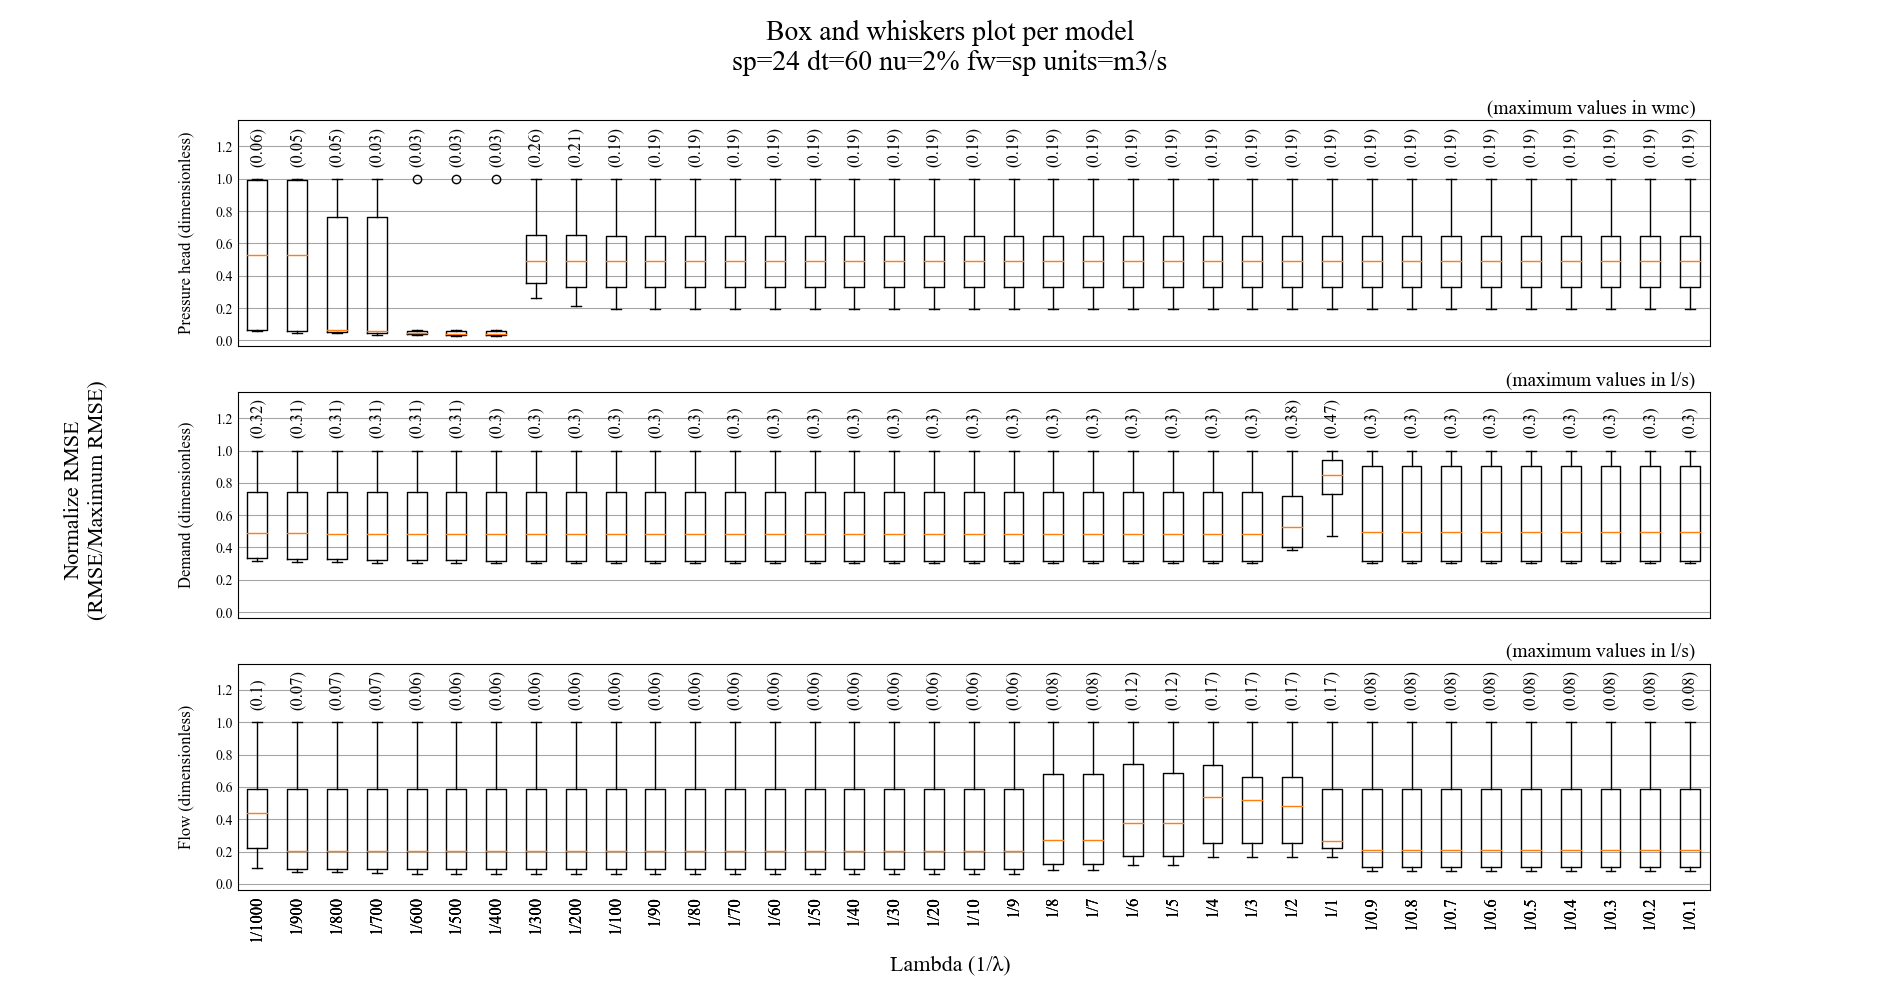 Box and whiskers plot per model
sp=24 dt=60 nu=2% fw=sp units=m3/s
(maximum values in wmc)
(0.06) (0.05) (0.05) (0.03) (0.03) (0.03) (0.03) (0.26) (0.21) (0.19) (0.19) (0.19) (0.19) (0.19) (0.19) (0.19) (0.19) (0.19) (0.19) (0.19) (0.19) (0.19) (0.19) (0.19) (0.19) (0.19) (0.19) (0.19) (0.19) (0.19) (0.19) (0.19) (0.19) (0.19) (0.19) (0.19) (0.19)
1.2
1.0
0.8
0.6
0.4
0.2
0.0
Pressure head (dimensionless)
(maximum values in l/s)
(0.32) (0.31) (0.31) (0.31) (0.31) (0.31) (0.3) (0.3) (0.3) (0.3) (0.3) (0.3) (0.3) (0.3) (0.3) (0.3) (0.3) (0.3) (0.3) (0.3) (0.3) (0.3) (0.3) (0.3) (0.3) (0.3) (0.38) (0.47) (0.3) (0.3) (0.3) (0.3) (0.3) (0.3) (0.3) (0.3) (0.3)
1.2
1.0
0.8
0.6
0.4
0.2
0.0
Demand (dimensionless)
Normalize RMSE
(RMSE/Maximum RMSE)
(maximum values in l/s)
(0.1) (0.07) (0.07) (0.07) (0.06) (0.06) (0.06) (0.06) (0.06) (0.06) (0.06) (0.06) (0.06) (0.06) (0.06) (0.06) (0.06) (0.06) (0.06) (0.06) (0.08) (0.08) (0.12) (0.12) (0.17) (0.17) (0.17) (0.17) (0.08) (0.08) (0.08) (0.08) (0.08) (0.08) (0.08) (0.08) (0.08)
1.2
1.0
0.8
0.6
0.4
0.2
0.0
Flow (dimensionless)
1/1000 1/900 1/800 1/700 1/600 1/500 1/400 1/300 1/200 1/100 1/90 1/80 1/70 1/60 1/50 1/40 1/30 1/20 1/10 1/9 1/8 1/7 1/6 1/5 1/4 1/3 1/2 1/1 1/0.9 1/0.8 1/0.7 1/0.6 1/0.5 1/0.4 1/0.3 1/0.2 1/0.1
Lambda (1/λ)